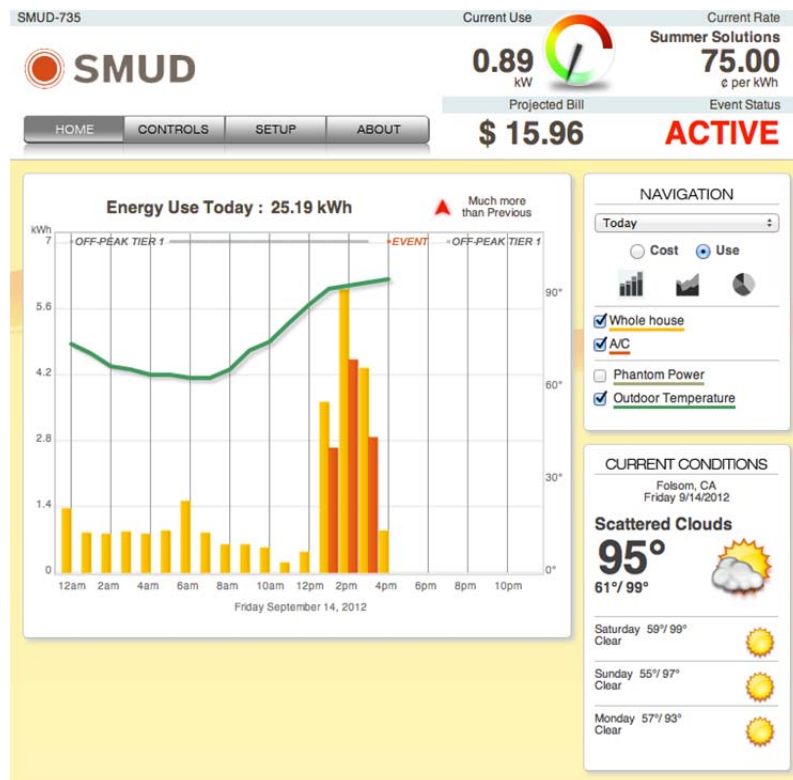 SMUD-735
SMUD
Current Use
0.89
kW
Current Rate
Summer Solutions
75.00
¢ per kWh
Projected Bill
$ 15.96
Event Status
ACTIVE
HOME CONTROLS SETUP ABOUT
Energy Use Today : 25.19 kWh
Much more
than Previous
kWh
OFF-PEAK TIER 1 EVENT OFF-PEAK TIER 1
7
5.6
4.2
2.8
1.4
0
90°
60°
30°
0°
12am 2am 4am 6am 8am 10am 12pm 2pm 4pm 6pm 8pm 10pm
Friday September 14, 2012
NAVIGATION
Today
Cost Use
Whole house
A/C
Phantom Power
Outdoor Temperature
CURRENT CONDITIONS
Folsom, CA
Friday 9/14/2012
Scattered Clouds
95°
61°/ 99°
Saturday 59°/ 99°
Clear
Sunday 55°/ 97°
Clear
Monday 57°/ 93°
Clear